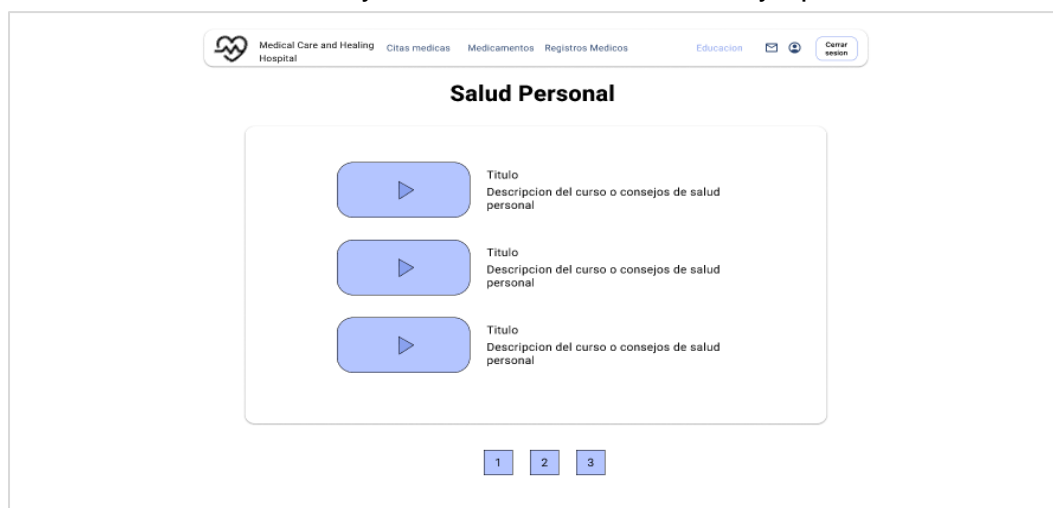 Medical Care and Healing Hospital
Citas medicas
Medicamentos
Registros Medicos
Educacion
Cerrar sesion
Salud Personal
Titulo
Descripcion del curso o consejos de salud
personal
Titulo
Descripcion del curso o consejos de salud
personal
Titulo
Descripcion del curso o consejos de salud
personal
1 2 3